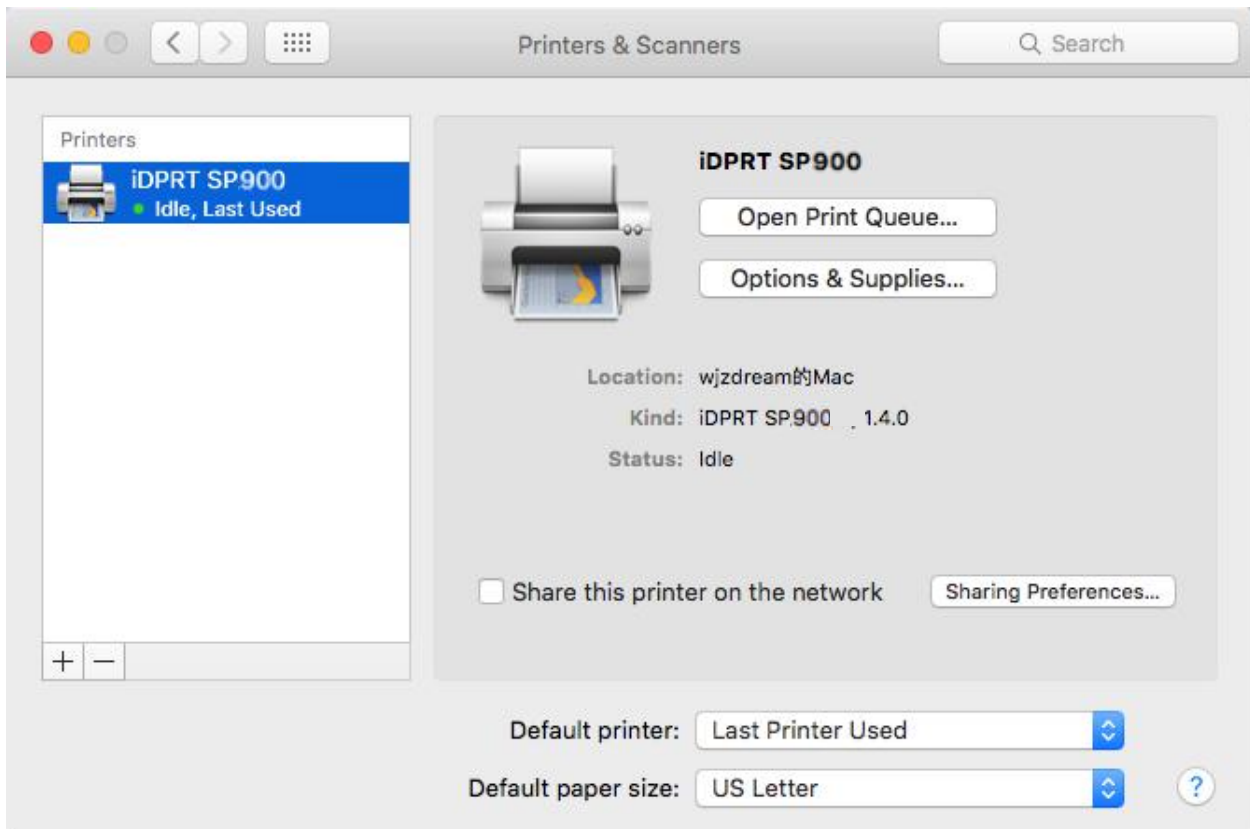 Printers & Scanners
Search
Printers
iDPRT SP900
Idle, Last Used
iDPRT SP900
Open Print Queue...
Options & Supplies...
Location: wjzdream的Mac
Kind: iDPRT SP900 . 1.4.0
Status: Idle
Share this printer on the network
Sharing Preferences...
+ −
Default printer: Last Printer Used
Default paper size: US Letter
?